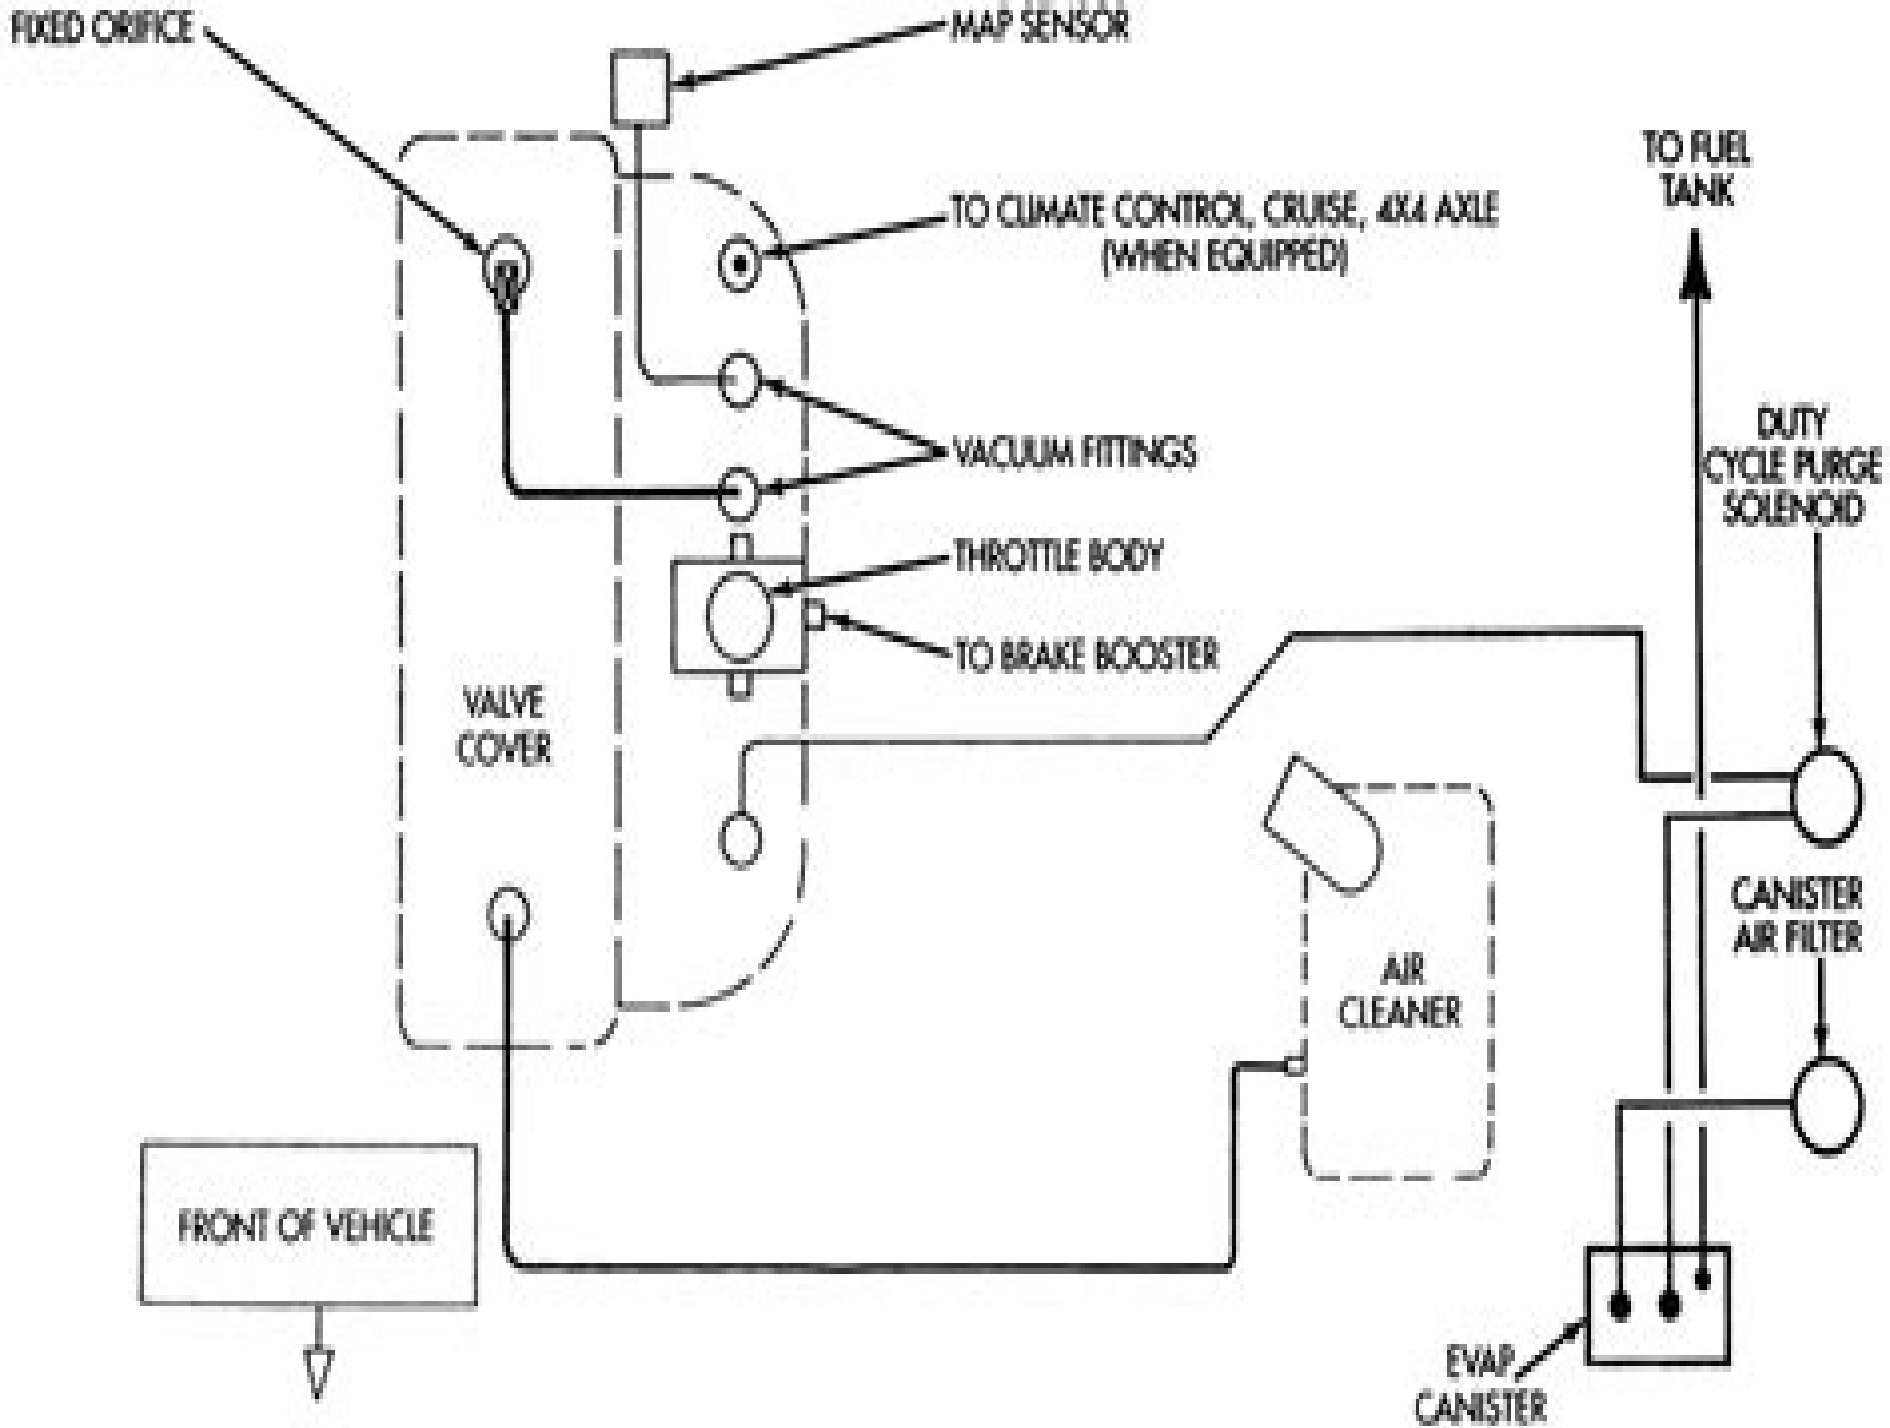 FIXED ORIFICE
MAP SENSOR
TO CLIMATE CONTROL, CRUISE, 4X4 AXLE
(WHEN EQUIPPED)
TO FUEL
TANK
VACUUM FITTINGS
DUTY
CYCLE PURGE
SOLENOID
THROTTLE BODY
TO BRAKE BOOSTER
VALVE
COVER
CANISTER
AIR FILTER
AIR
CLEANER
FRONT OF VEHICLE
EVAP
CANISTER